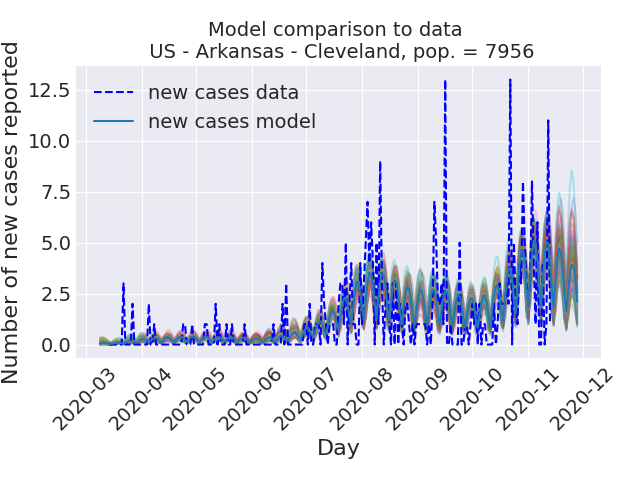 Model comparison to data
US - Arkansas - Cleveland, pop. = 7956
Number of new cases reported
12.5
10.0
7.5
5.0
2.5
0.0
new cases data
new cases model
2020-03
2020-04
2020-05
2020-06
2020-07
2020-08
2020-09
2020-10
2020-11
2020-12
Day